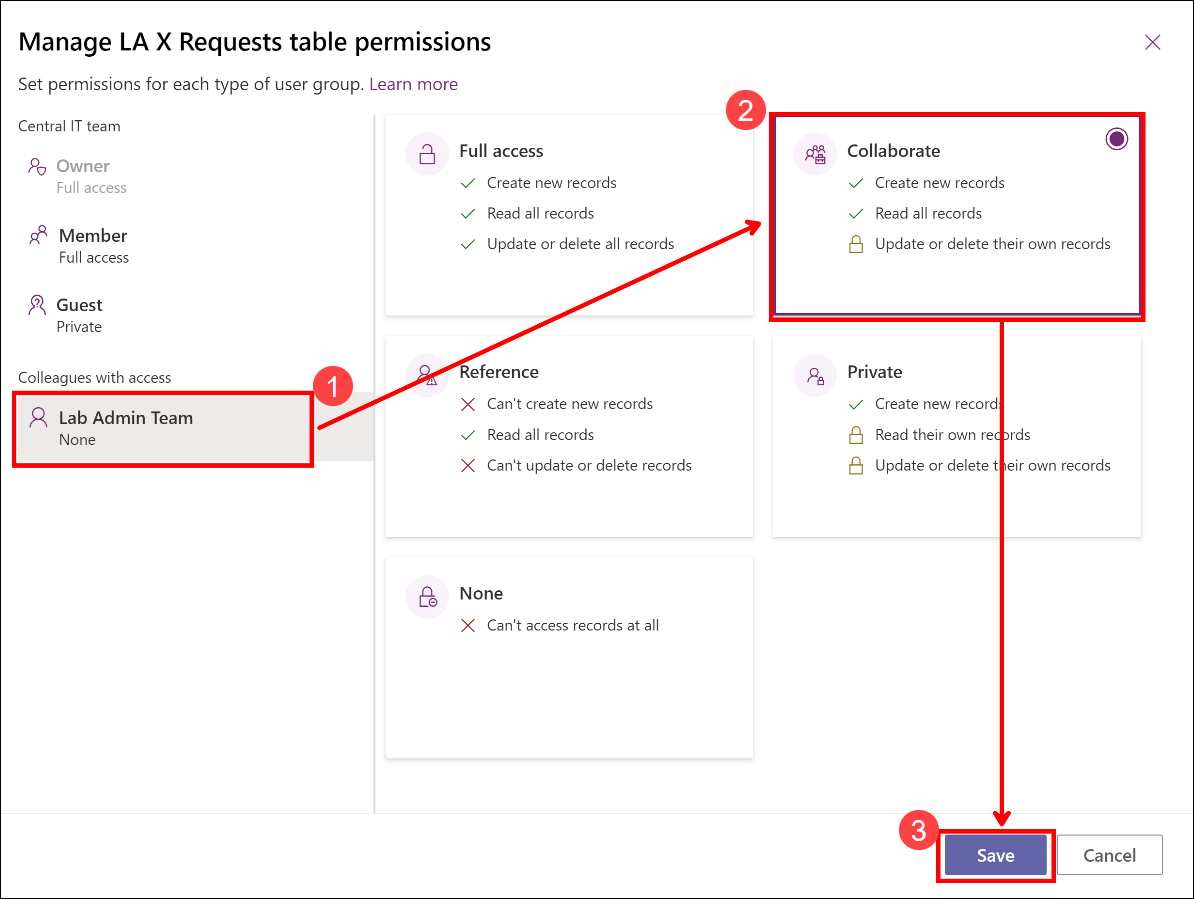 Manage LA X Requests table permissions
Set permissions for each type of user group. Learn more
Central IT team
Owner
Full access
Member
Full access
Guest
Private
Colleagues with access
1
Lab Admin Team
None
Full access
Create new records
Read all records
Update or delete all records
2
Collaborate
Create new records
Read all records
Update or delete their own records
Reference
Can't create new records
Read all records
Can't update or delete records
Private
Create new records
Read their own records
Update or delete their own records
None
Can't access records at all
3
Save
Cancel